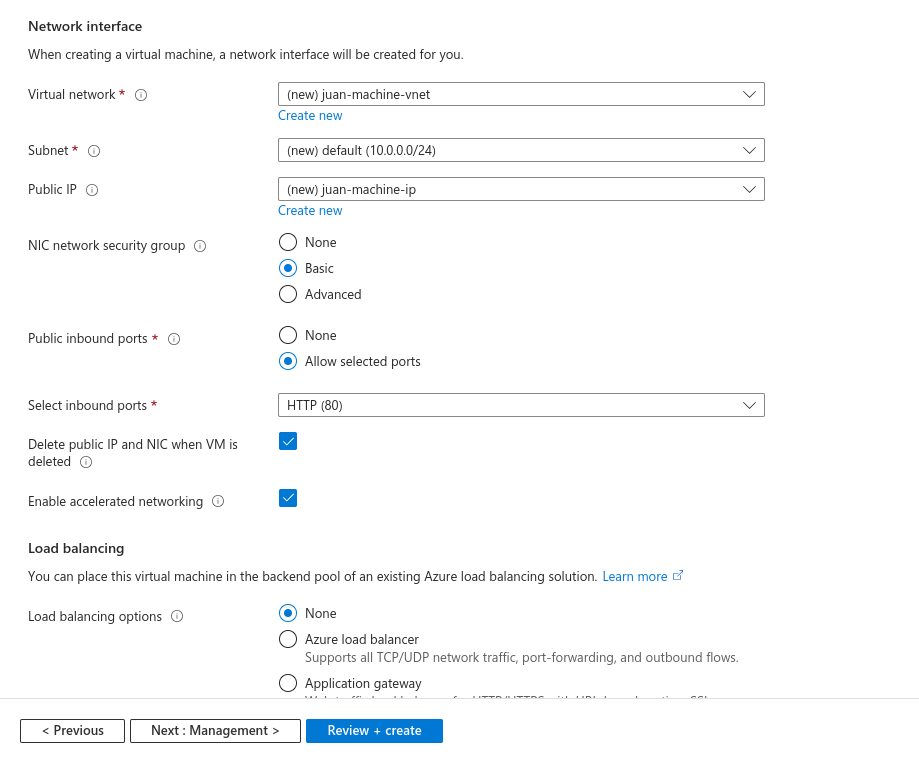 Network interface
When creating a virtual machine, a network interface will be created for you.
Virtual network *
(new) juan-machine-vnet
Create new
Subnet *
(new) default (10.0.0.0/24)
Public IP
(new) juan-machine-ip
Create new
NIC network security group
None
Basic
Advanced
Public inbound ports *
None
Allow selected ports
Select inbound ports *
HTTP (80)
Delete public IP and NIC when VM is
deleted
Enable accelerated networking
Load balancing
You can place this virtual machine in the backend pool of an existing Azure load balancing solution. Learn more
Load balancing options
None
Azure load balancer
Supports all TCP/UDP network traffic, port-forwarding, and outbound flows.
Application gateway
< Previous
Next : Management >
Review + create